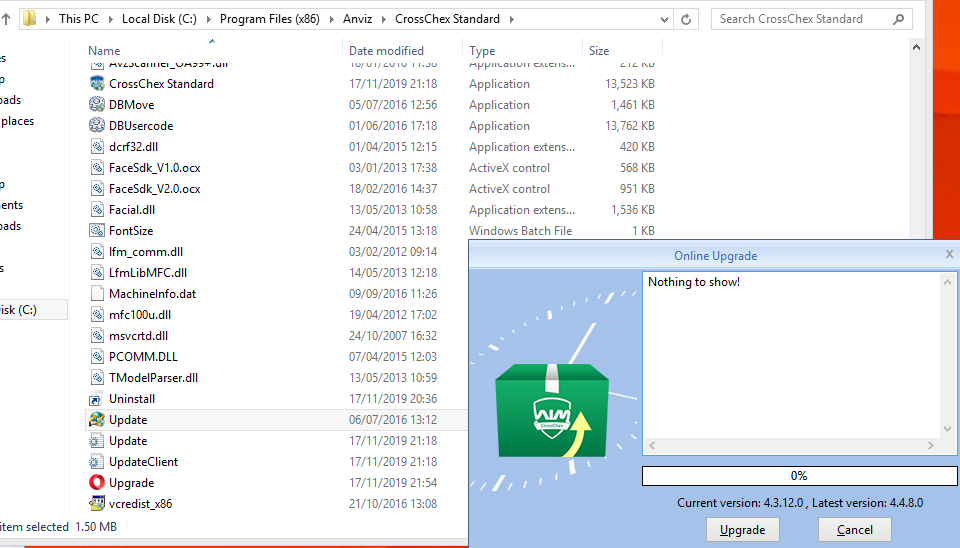 This PC > Local Disk (C:) > Program Files (x86) > Anviz > CrossChex Standard >
Search CrossChex Standard
Name Date modified Type Size
AvzScanner_OA99+.dll 18/01/2016 11:38 Application extens... 212 KB
CrossChex Standard 17/11/2019 21:18 Application 13,523 KB
DBMove 05/07/2016 12:56 Application 1,461 KB
DBUsercode 01/06/2016 17:18 Application 13,762 KB
dcrf32.dll 01/04/2015 12:15 Application extens... 420 KB
FaceSdk_V1.0.ocx 03/01/2013 17:38 ActiveX control 568 KB
FaceSdk_V2.0.ocx 18/02/2016 14:37 ActiveX control 951 KB
Facial.dll 13/05/2013 10:58 Application extens... 1,536 KB
FontSize 24/04/2015 13:18 Windows Batch File 1 KB
lfm_comm.dll 03/02/2012 09:14
LfmLibMFC.dll 14/05/2013 12:18
MachineInfo.dat 09/09/2016 11:26
mfc100u.dll 19/04/2012 17:02
msvcrtd.dll 24/10/2007 16:32
PCOMM.DLL 07/04/2015 12:03
TModelParser.dll 13/05/2013 10:59
Uninstall 17/11/2019 20:36
Update 06/07/2016 13:12
Update 17/11/2019 21:18
UpdateClient 17/11/2019 21:18
Upgrade 17/11/2019 21:54
vcredist_x86 21/10/2016 13:08
item selected 1.50 MB
es
p
oads
places
p
ents
oads
s
isk (C:)
Online Upgrade X
Nothing to show!
AIM
CrossChex
0%
Current version: 4.3.12.0 , Latest version: 4.4.8.0
Upgrade Cancel